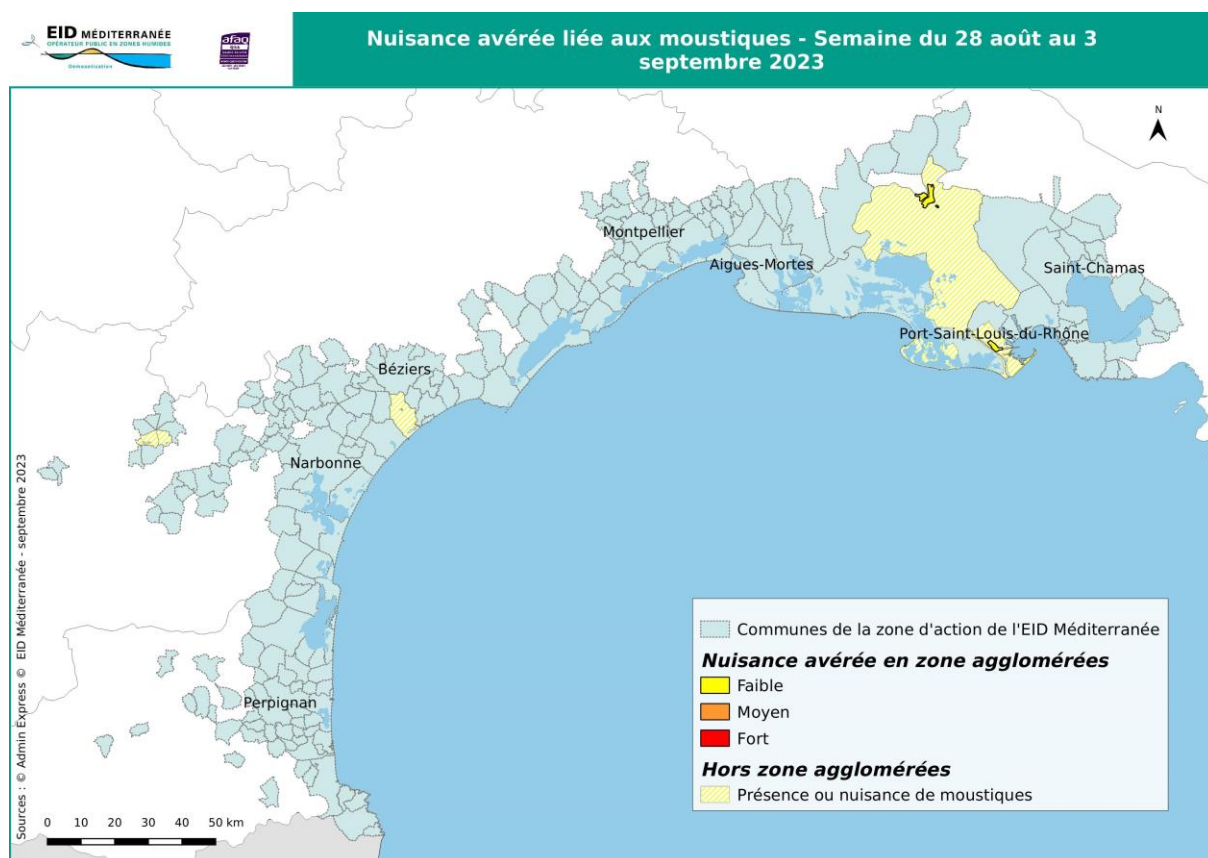 EID MÉDITERRANÉE
OPÉRATEUR PUBLIC EN ZONES HUMIDES
Démoustication
afaq
Nuisance avérée liée aux moustiques - Semaine du 28 août au 3
septembre 2023
N
Montpellier
Aigues-Mortes
Saint-Chamas
Port-Saint-Louis-du-Rhône
Béziers
Narbonne
Perpignan
Communes de la zone d'action de l'EID Méditerranée
Nuisance avérée en zone agglomérées
Faible
Moyen
Fort
Hors zone agglomérées
Présence ou nuisance de moustiques
0 10 20 30 40 50 km
Sources : © Admin Express © EID Méditerranée - septembre 2023